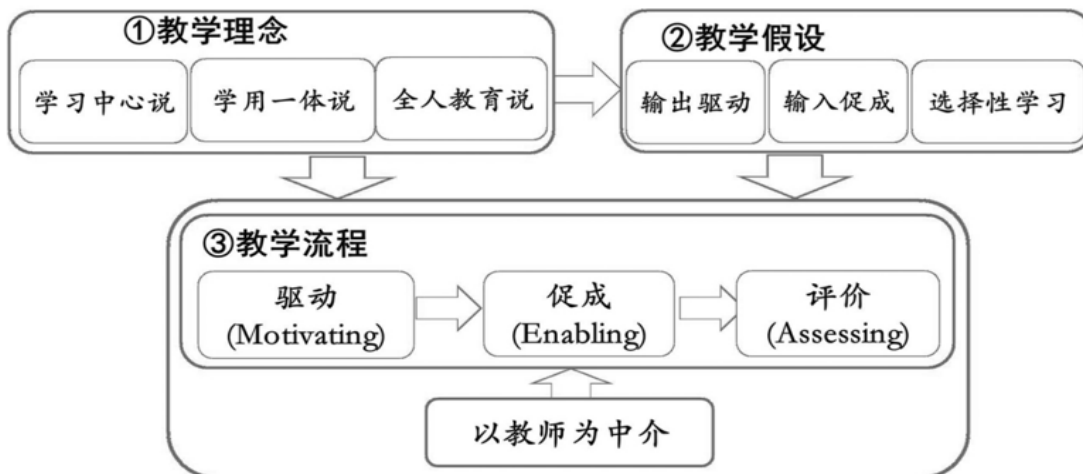 ①教学理念
学习中心说
学用一体说
全人教育说
②教学假设
输出驱动
输入促成
选择性学习
③教学流程
驱动
(Motivating)
促成
(Enabling)
评价
(Assessing)
以教师为中介